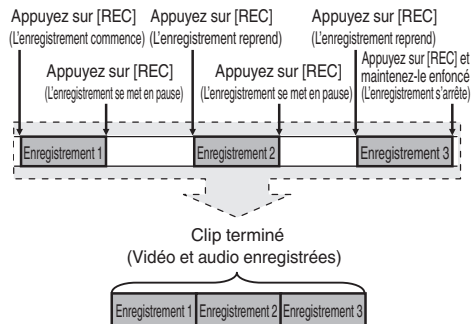 Appuyez sur [REC]
(L'enregistrement commence)
Appuyez sur [REC]
(L'enregistrement se met en pause)
Appuyez sur [REC]
(L'enregistrement reprend)
Appuyez sur [REC]
(L'enregistrement se met en pause)
Appuyez sur [REC]
(L'enregistrement reprend)
Appuyez sur [REC] et
maintenez-le enfoncé
(L'enregistrement s'arrête)
Enregistrement 1
Enregistrement 2
Enregistrement 3
Clip terminé
(Vidéo et audio enregistrées)
Enregistrement 1
Enregistrement 2
Enregistrement 3